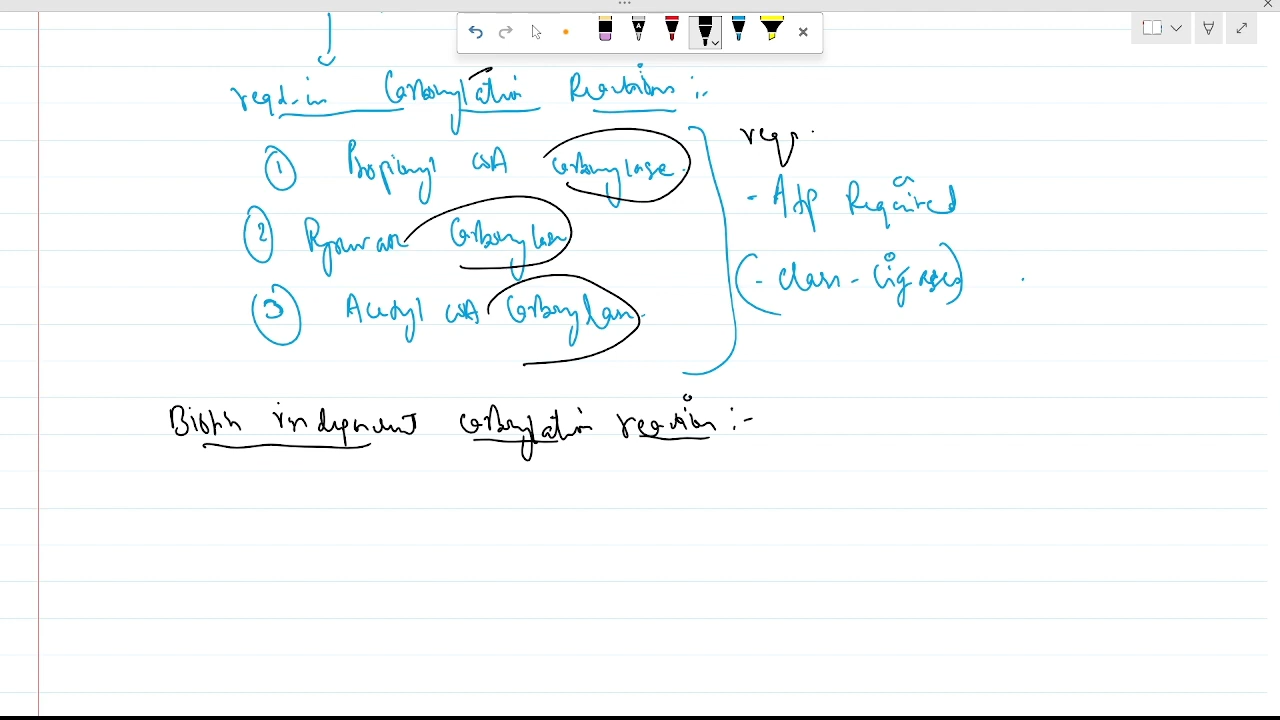 reqd. in Carboxylation Reactions :-
① Propionyl CoA Carboxylase.
② Pyruvate Carboxylase
③ Acetyl CoA Carboxylase.
req.
- ATP Required
(- Class - Ligases)
Biotin independent carboxylation reaction :-